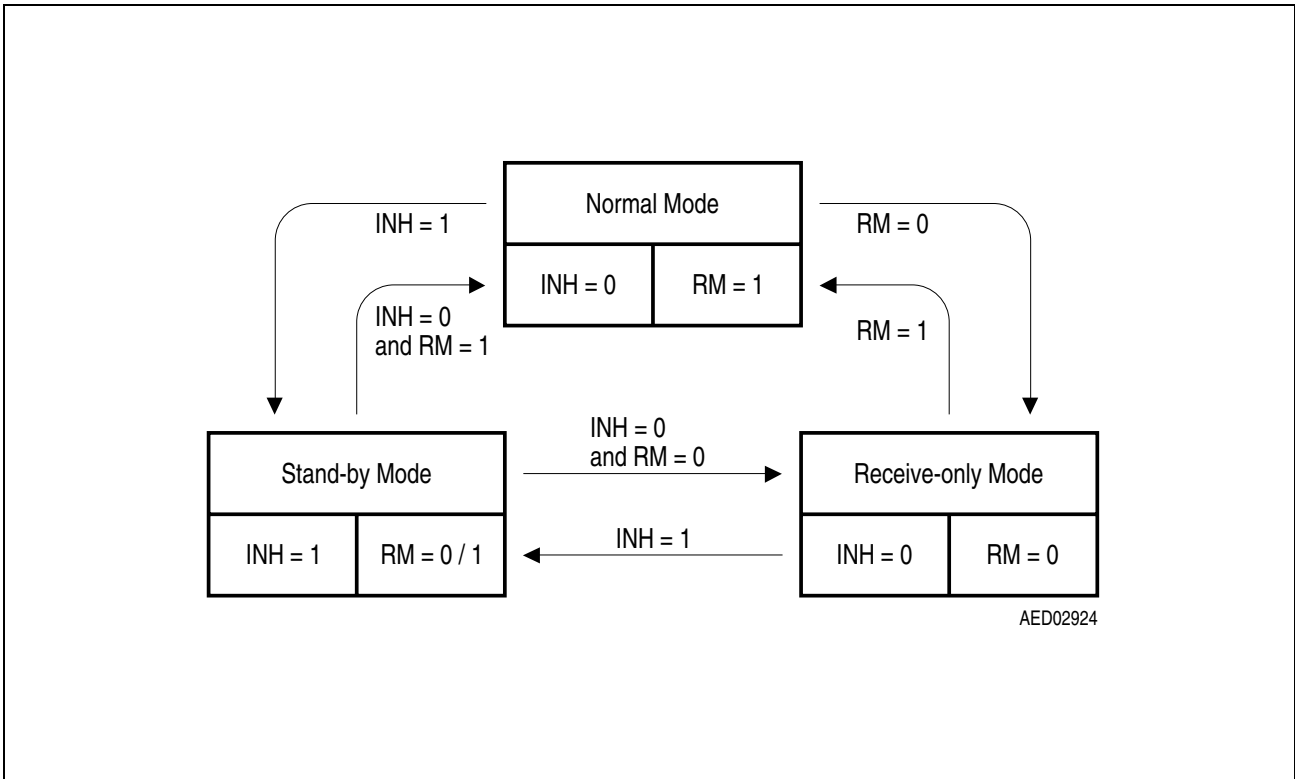 Normal Mode
INH = 1
RM = 0
INH = 0
RM = 1
INH = 0
and RM = 1
RM = 1
INH = 0
and RM = 0
Stand-by Mode
Receive-only Mode
INH = 1
INH = 1
RM = 0 / 1
INH = 0
RM = 0
AED02924